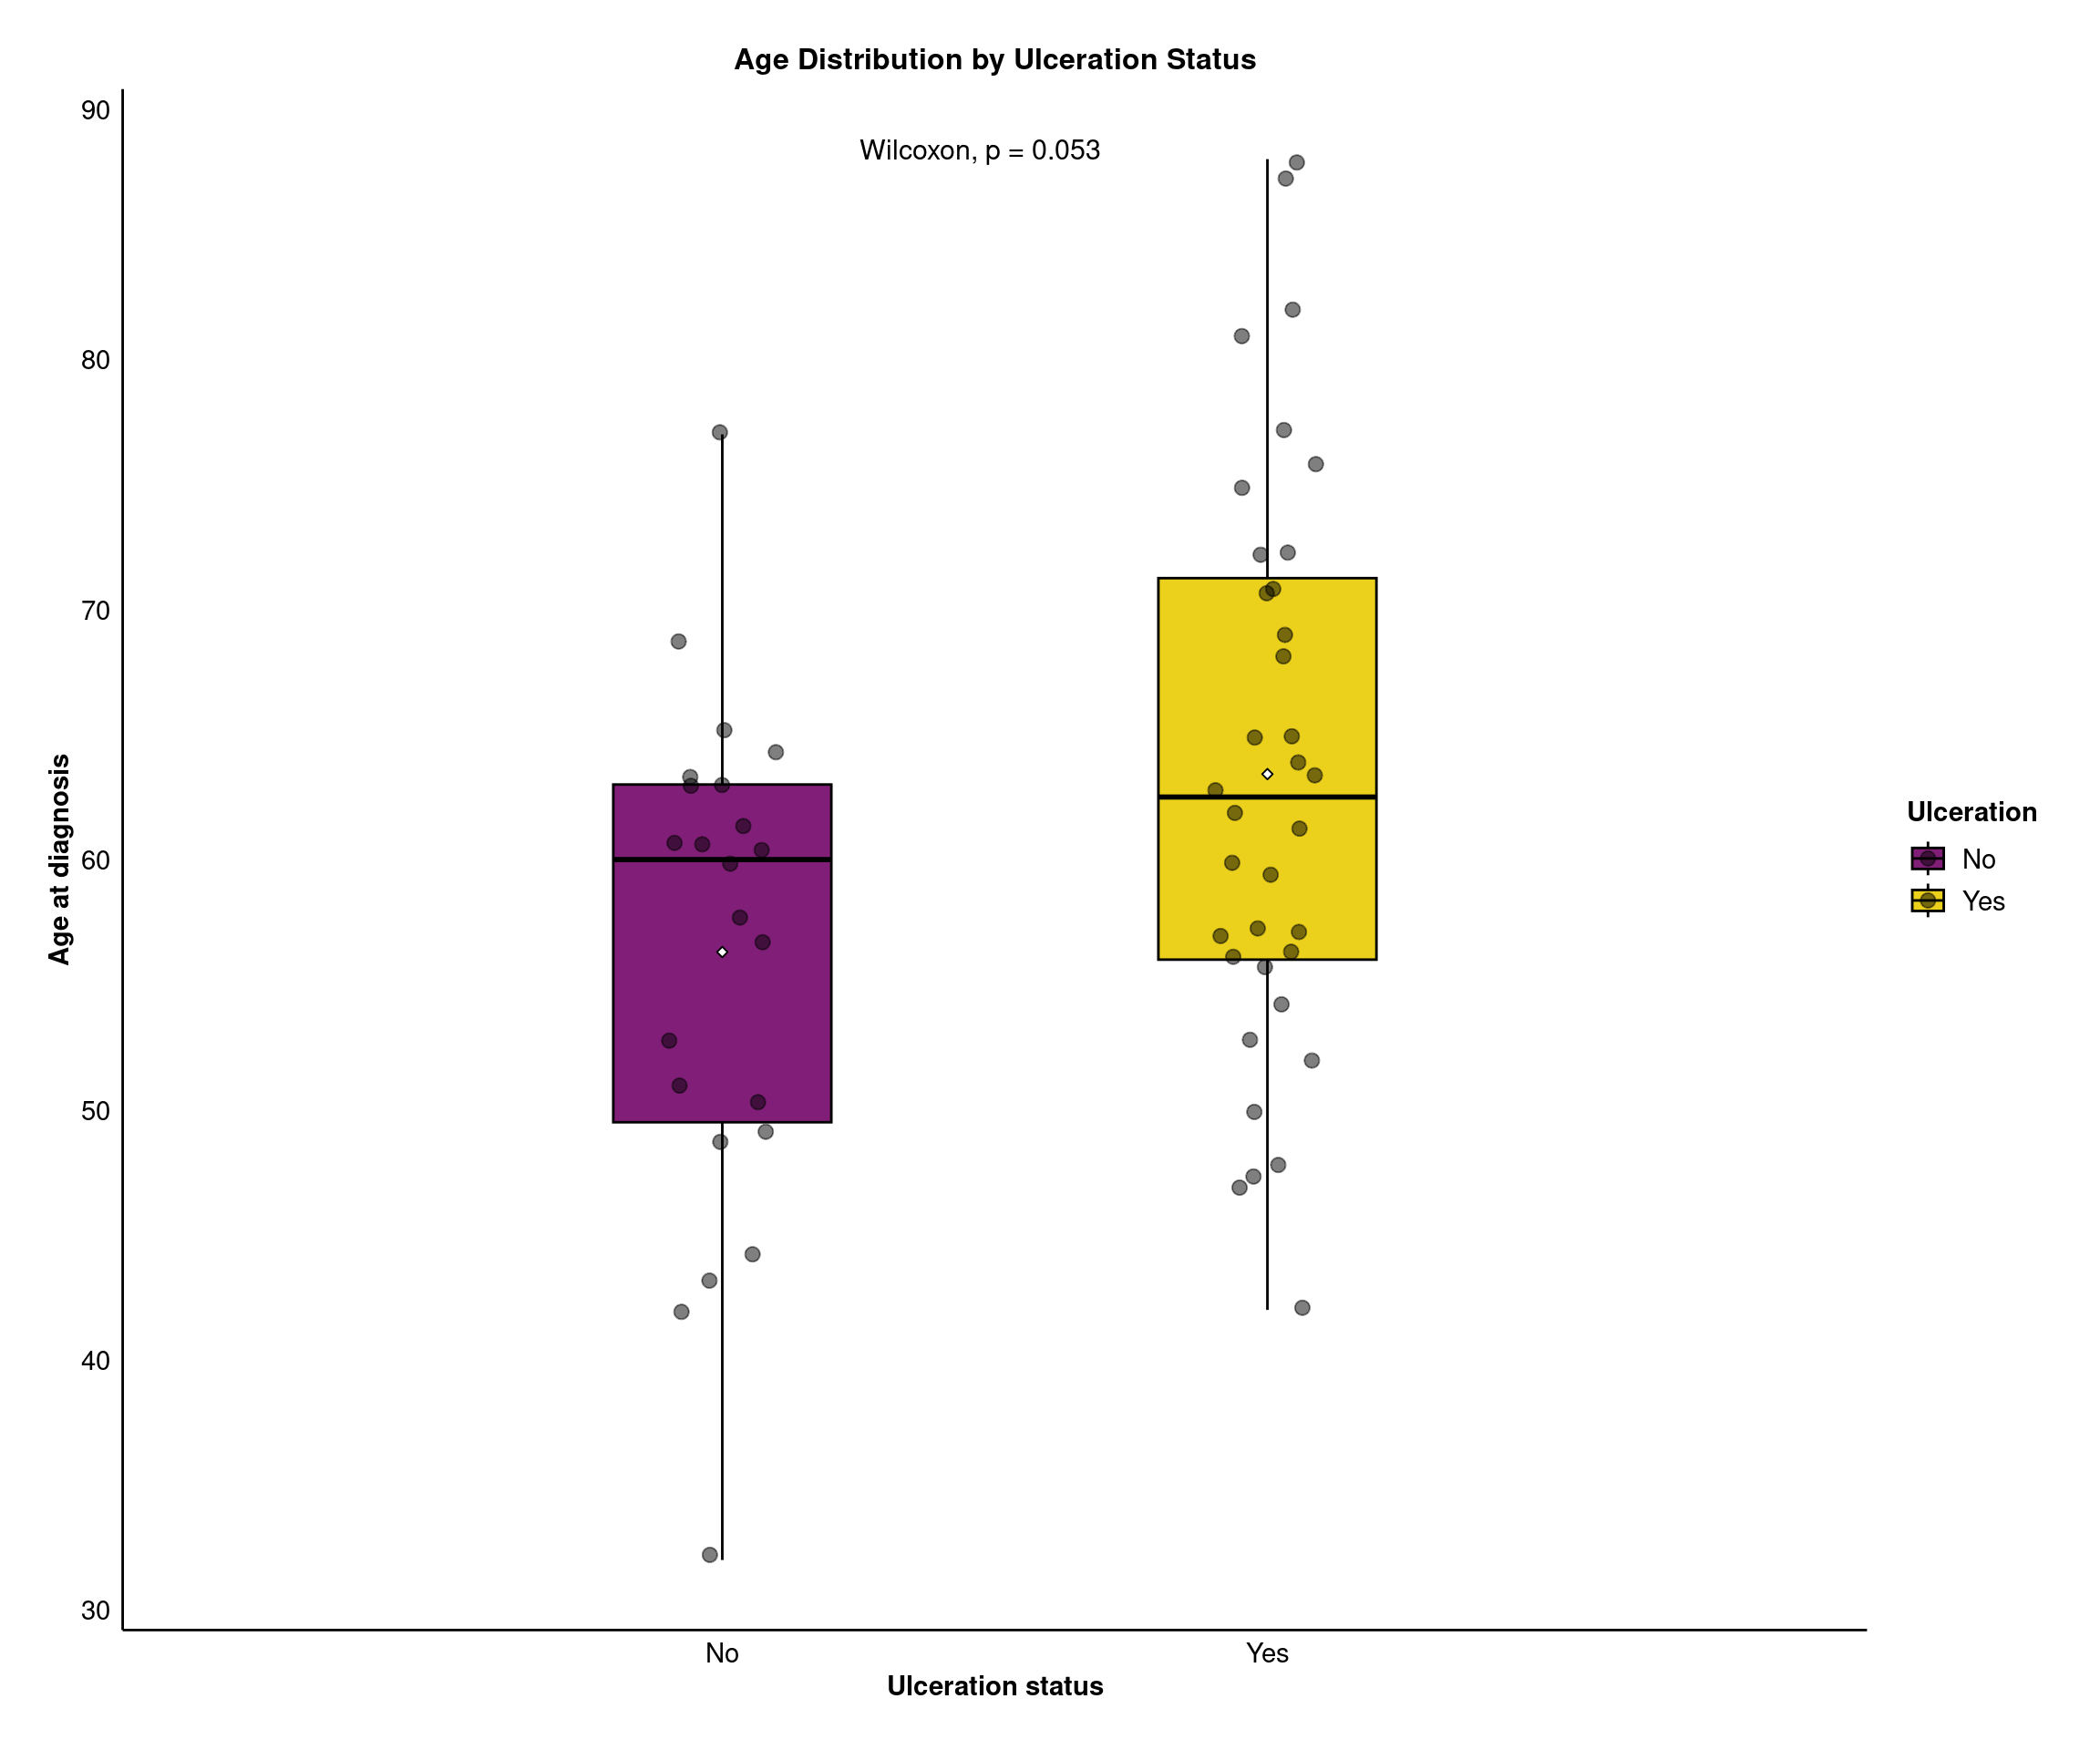 Age Distribution by Ulceration Status
Wilcoxon, p = 0.053
90
80
70
60
50
40
30
Age at diagnosis
No
Yes
Ulceration status
Ulceration
No
Yes